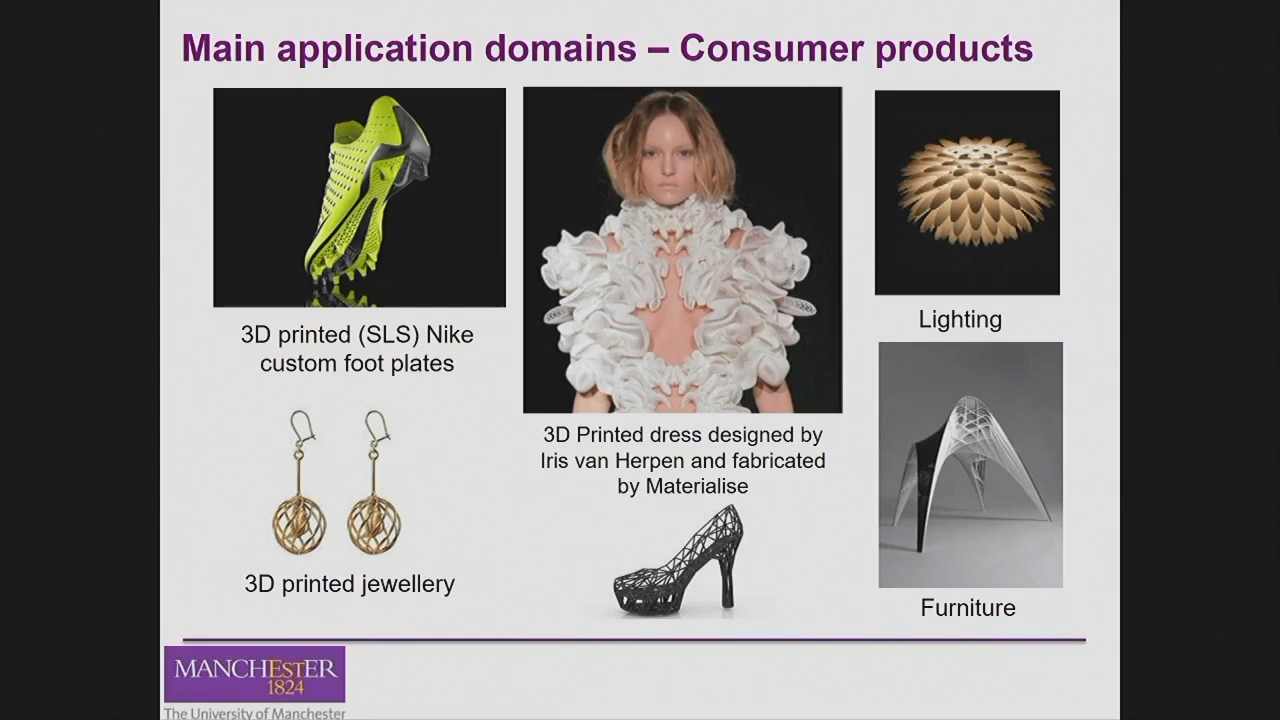 Main application domains – Consumer products
3D printed (SLS) Nike
custom foot plates
3D Printed dress designed by
Iris van Herpen and fabricated
by Materialise
Lighting
3D printed jewellery
Furniture
MANCHEsTER
1824
The University of Manchester